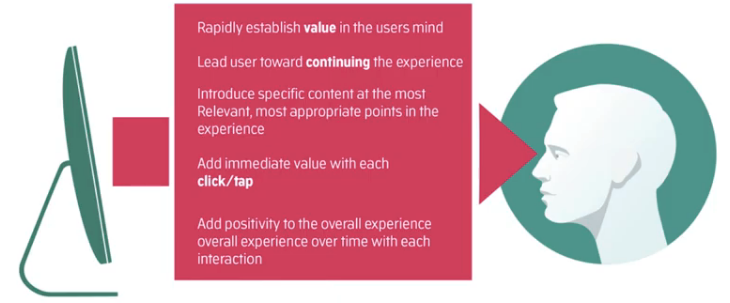 Rapidly establish value in the users mind
Lead user toward continuing the experience
Introduce specific content at the most
Relevant, most appropriate points in the
experience
Add immediate value with each
click/tap
Add positivity to the overall experience
overall experience over time with each
interaction